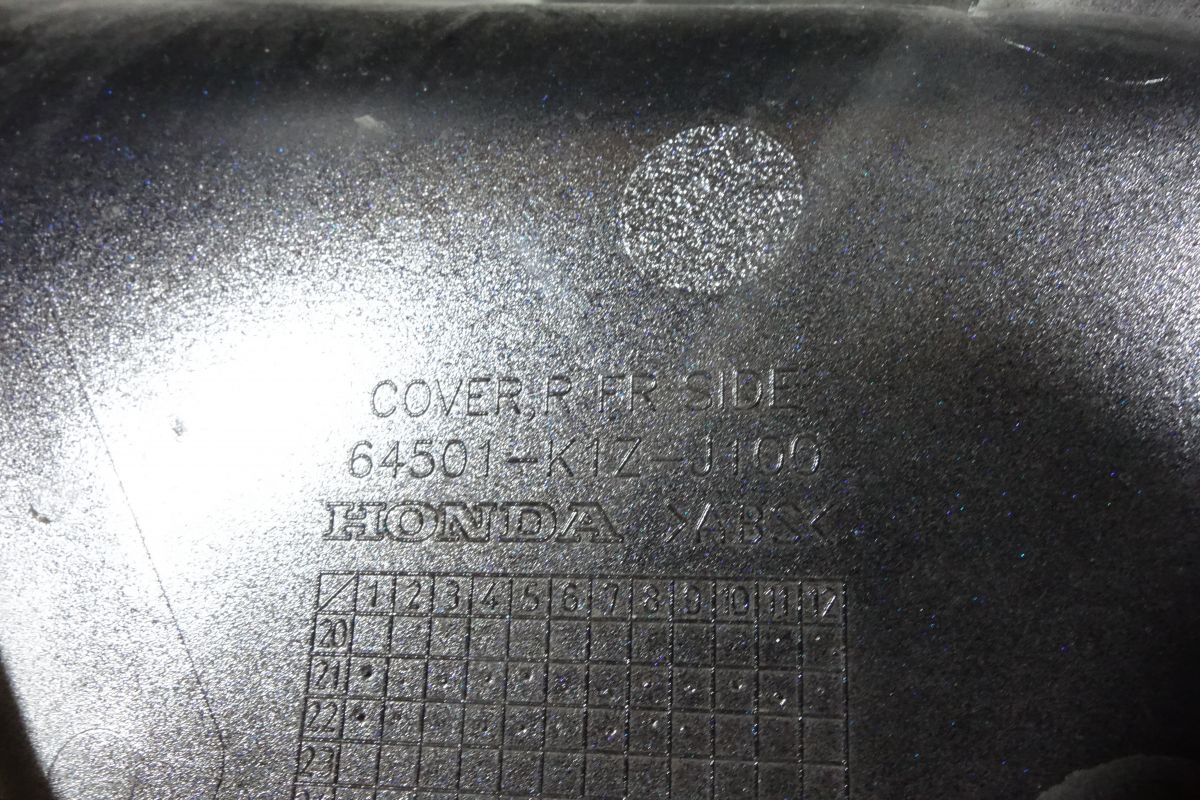 COVER,R FR SIDE
64501-K1Z-J100
HONDA >ABS<
1 2 3 4 5 6 7 8 9 10 11 12
20
21
22
23